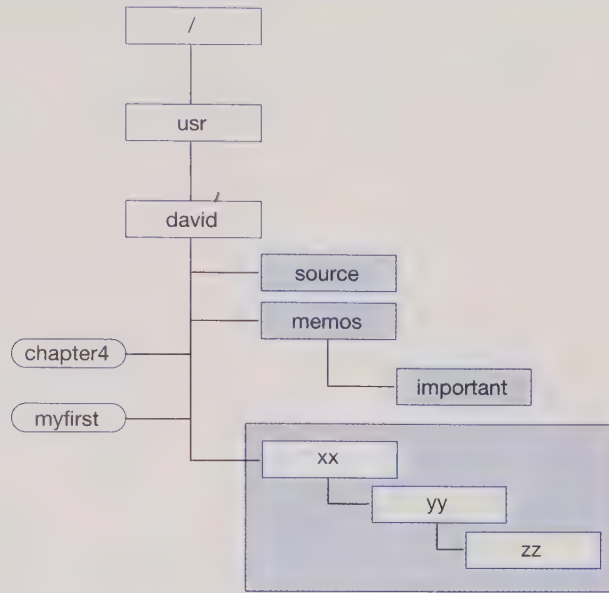 /
usr
david
source
memos
chapter4
important
myfirst
xx
yy
zz